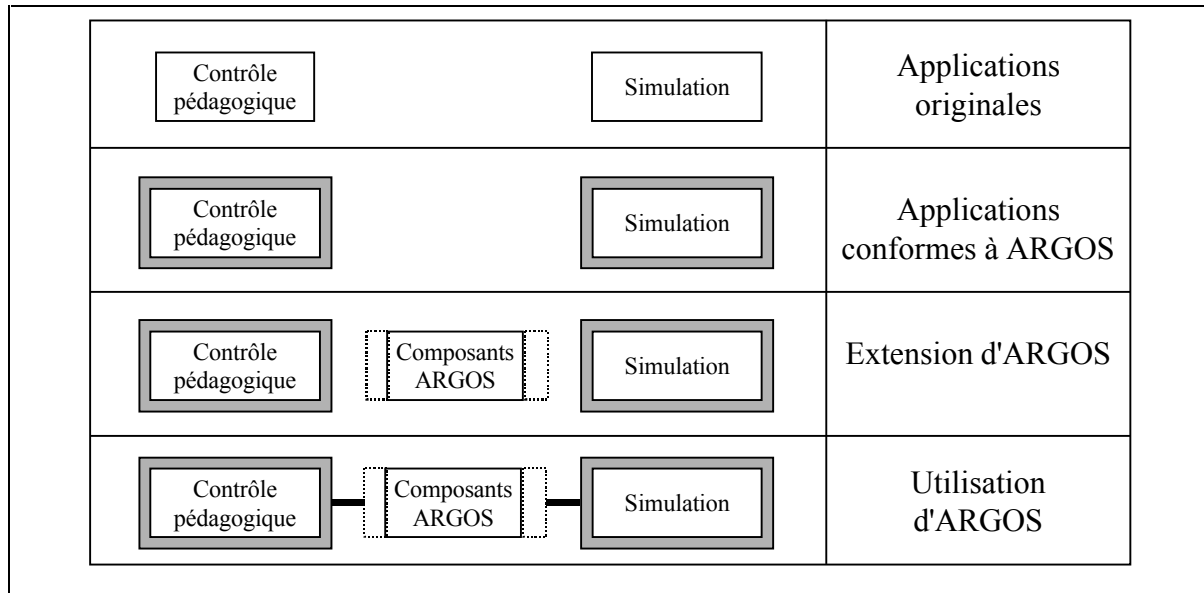 Contrôle
pédagogique
Simulation
Applications
originales
Contrôle
pédagogique
Simulation
Applications
conformes à ARGOS
Contrôle
pédagogique
Composants
ARGOS
Simulation
Extension d'ARGOS
Contrôle
pédagogique
Composants
ARGOS
Simulation
Utilisation
d'ARGOS